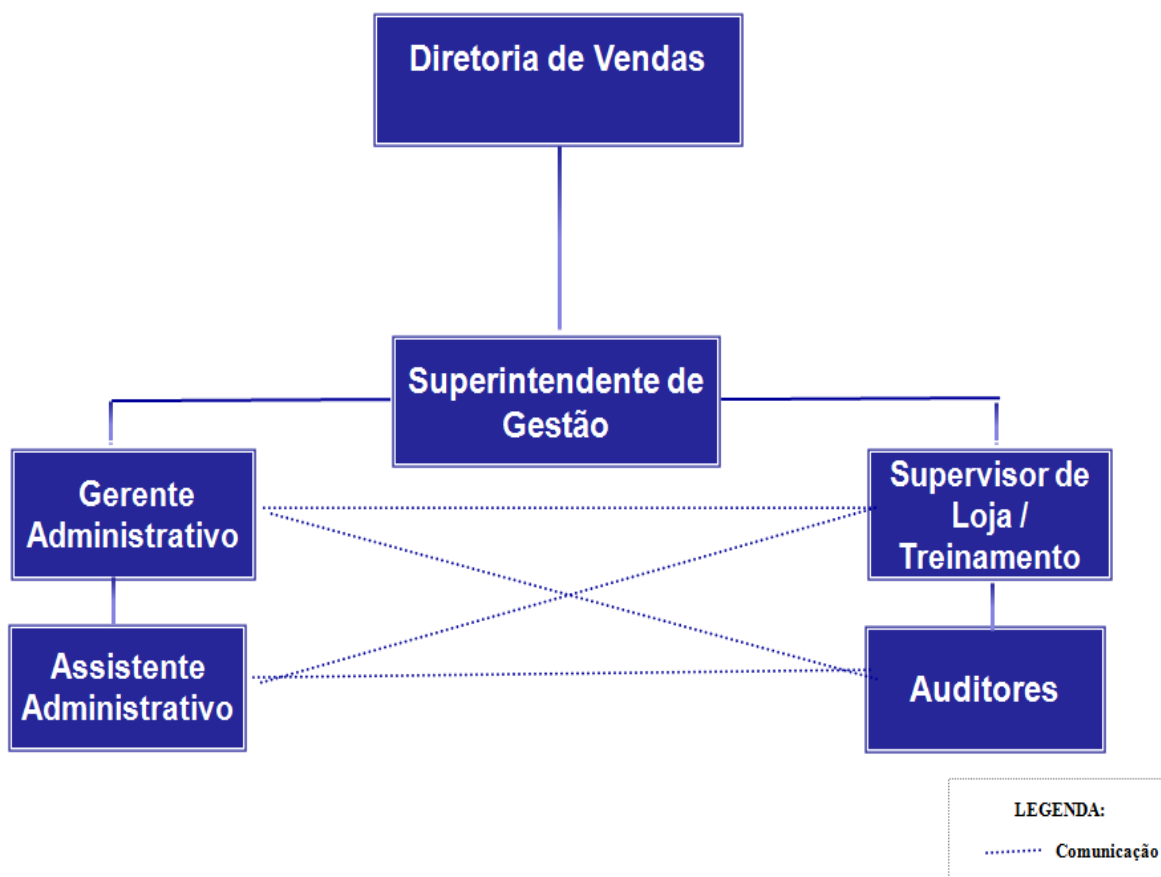 Diretoria de Vendas
Superintendente de
Gestão
Gerente
Administrativo
Supervisor de
Loja /
Treinamento
Assistente
Administrativo
Auditores
LEGENDA:
Comunicação